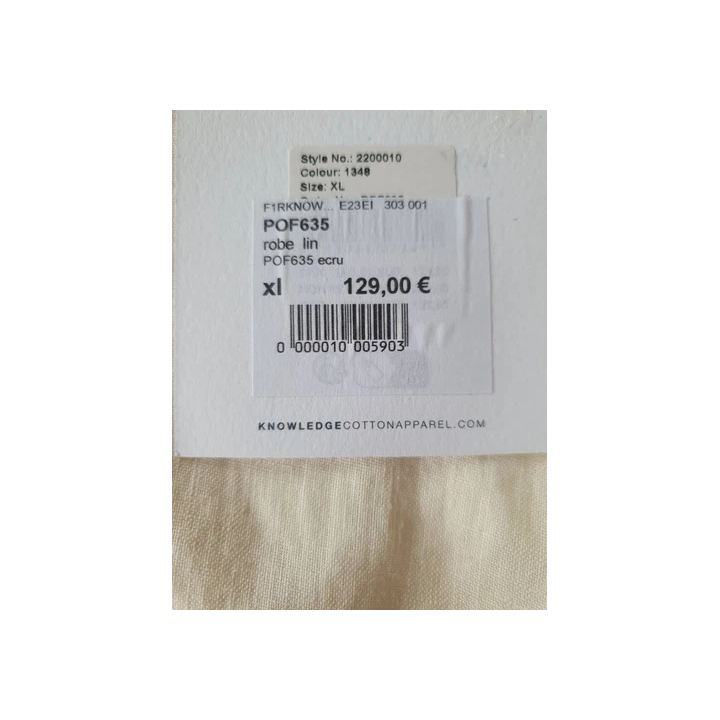 Style No.: 2200010
Colour: 1348
Size: XL
F1RKNOW... E23EI 303 001
POF635
robe lin
POF635 ecru
xl 129,00 €
0 000010 005903
KNOWLEDGECOTTONAPPAREL.COM